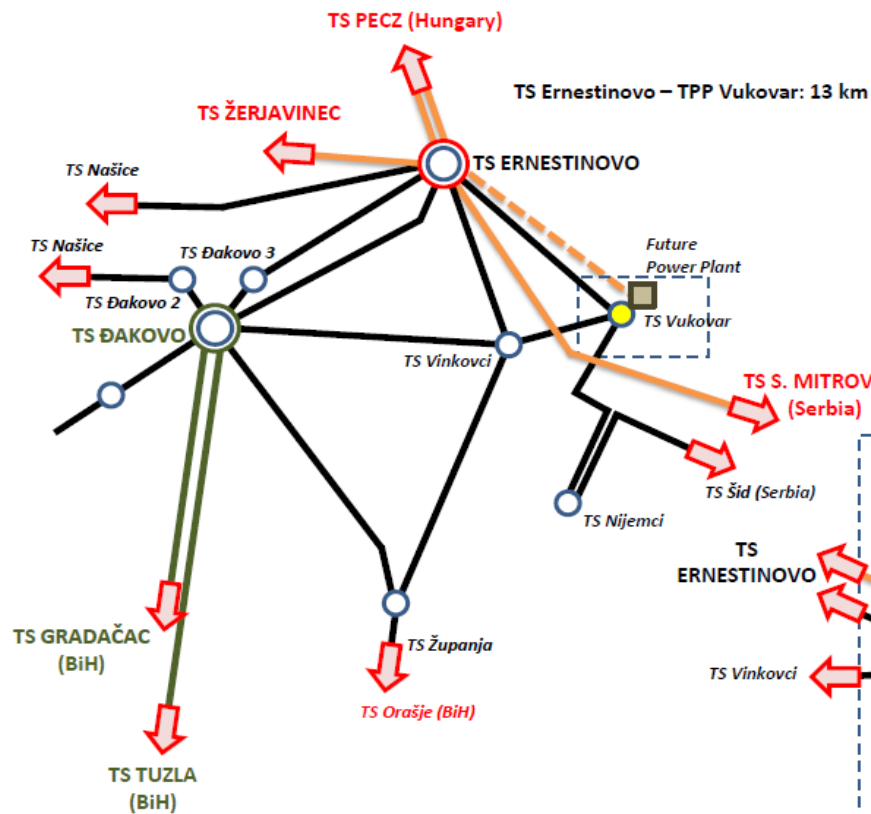 TS PECZ (Hungary)
TS Ernestinovo – TPP Vukovar: 13 km
TS ŽERJAVINEC
TS ERNESTINOVO
TS Našice
TS Našice
TS Đakovo 3
TS Đakovo 2
TS ĐAKOVO
Future
Power Plant
TS Vukovar
TS Vinkovci
TS S. MITROV
(Serbia)
TS Šid (Serbia)
TS Nijemci
TS
ERNESTINOVO
TS GRADAČAC
(BiH)
TS Županja
TS Vinkovci
TS Orašje (BiH)
TS TUZLA
(BiH)